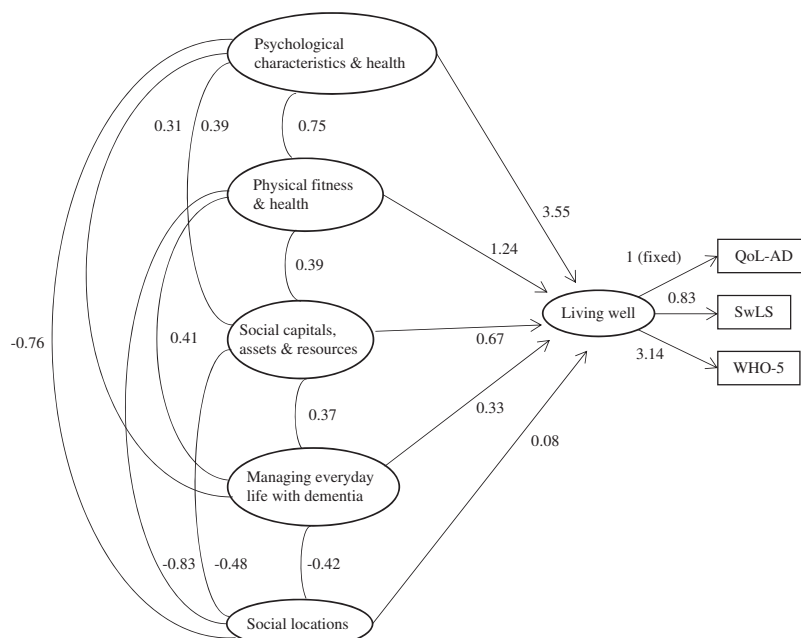 Psychological
characteristics & health
0.31
0.39
0.75
Physical fitness
& health
3.55
1.24
1 (fixed)
QoL-AD
0.39
0.83
SwLS
Living well
Social capitals,
assets & resources
-0.76
0.41
0.67
3.14
WHO-5
0.37
0.33
0.08
Managing everyday
life with dementia
-0.83
-0.48
-0.42
Social locations